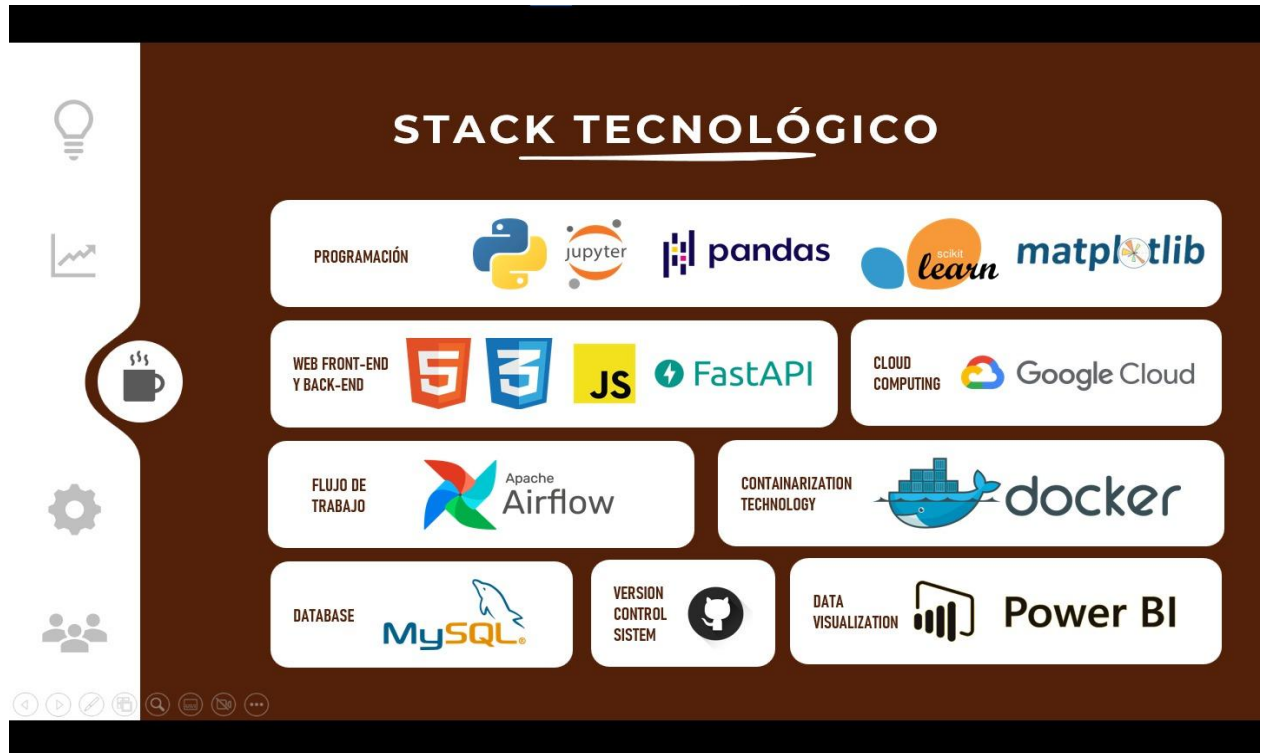 STACK TECNOLÓGICO
PROGRAMACIÓN
jupyter
pandas
scikit
learn
matplotlib
WEB FRONT-END
Y BACK-END
5
3
JS
FastAPI
CLOUD
COMPUTING
Google Cloud
FLUJO DE
TRABAJO
Apache
Airflow
CONTAINARIZATION
TECHNOLOGY
docker
DATABASE
MySQL
VERSION
CONTROL
SISTEM
DATA
VISUALIZATION
Power BI